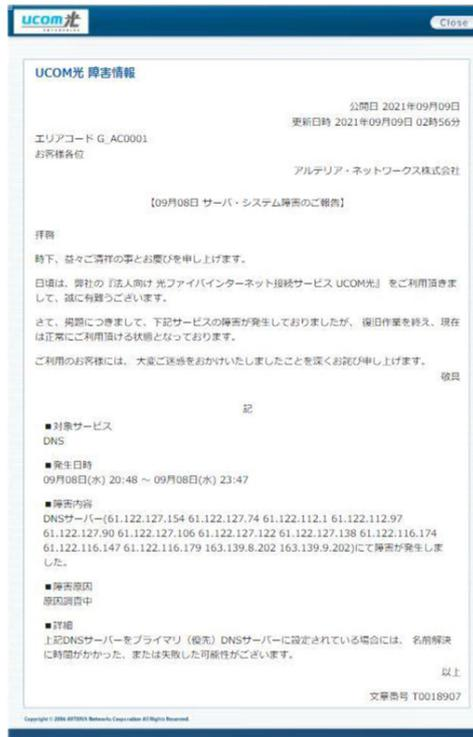 ucom光
ENTERPRISE
Close
UCOM光 障害情報
公開日 2021年09月09日
更新日時 2021年09月09日 02時56分
エリアコード G_AC0001
お客様各位
アルテリア・ネットワークス株式会社
【09月08日 サーバ・システム障害のご報告】
拝啓
時下、益々ご清祥の事とお慶びを申し上げます。
日頃は、弊社の『法人向け 光ファイバインターネット接続サービス UCOM光』 をご利用頂きま
して、誠に有難うございます。
さて、掲題につきまして、下記サービスの障害が発生しておりましたが、 復旧作業を終え、現在
は正常にご利用頂ける状態となっております。
ご利用のお客様には、 大変ご迷惑をおかけいたしましたことを深くお詫び申し上げます。
敬具
記
■対象サービス
DNS
■発生日時
09月08日(水) 20:48 ～ 09月08日(水) 23:47
■障害内容
DNSサーバー(61.122.127.154 61.122.127.74 61.122.112.1 61.122.112.97
61.122.127.90 61.122.127.106 61.122.127.122 61.122.127.138 61.122.116.174
61.122.116.147 61.122.116.179 163.139.8.202 163.139.9.202)にて障害が発生しま
した。
■障害原因
原因調査中
■詳細
上記DNSサーバーをプライマリ（優先）DNSサーバーに設定されている場合には、 名前解決
に時間がかかった、または失敗した可能性がございます。
以上
文章番号 T0018907
Copyright © 2006 ARTERIA Networks Corporation All Rights Reserved.